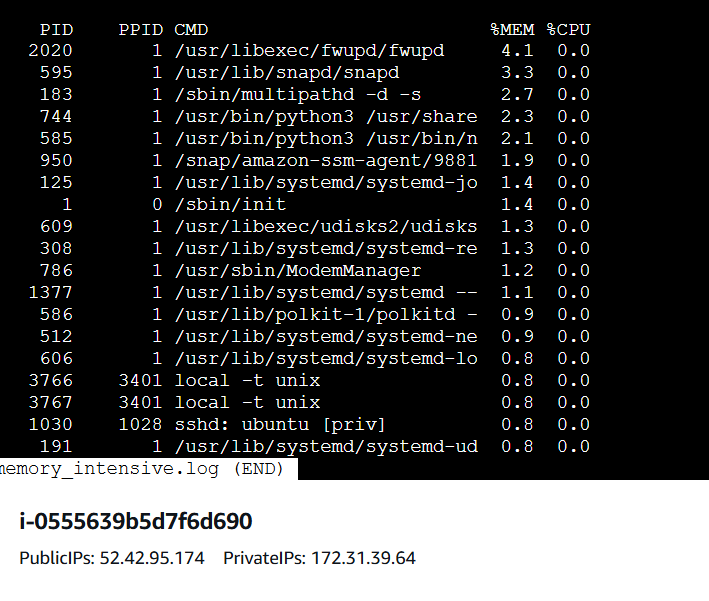 PID PPID CMD %MEM %CPU
2020 1 /usr/libexec/fwupd/fwupd 4.1 0.0
595 1 /usr/lib/snapd/snapd 3.3 0.0
183 1 /sbin/multipathd -d -s 2.7 0.0
744 1 /usr/bin/python3 /usr/share 2.3 0.0
585 1 /usr/bin/python3 /usr/bin/n 2.1 0.0
950 1 /snap/amazon-ssm-agent/9881 1.9 0.0
125 1 /usr/lib/systemd/systemd-jo 1.4 0.0
1 0 /sbin/init 1.4 0.0
609 1 /usr/libexec/udisks2/udisks 1.3 0.0
308 1 /usr/lib/systemd/systemd-re 1.3 0.0
786 1 /usr/sbin/ModemManager 1.2 0.0
1377 1 /usr/lib/systemd/systemd -- 1.1 0.0
586 1 /usr/lib/polkit-1/polkitd - 0.9 0.0
512 1 /usr/lib/systemd/systemd-ne 0.9 0.0
606 1 /usr/lib/systemd/systemd-lo 0.8 0.0
3766 3401 local -t unix 0.8 0.0
3767 3401 local -t unix 0.8 0.0
1030 1028 sshd: ubuntu [priv] 0.8 0.0
191 1 /usr/lib/systemd/systemd-ud 0.8 0.0
memory_intensive.log (END)
i-0555639b5d7f6d690
PublicIPs: 52.42.95.174 PrivateIPs: 172.31.39.64